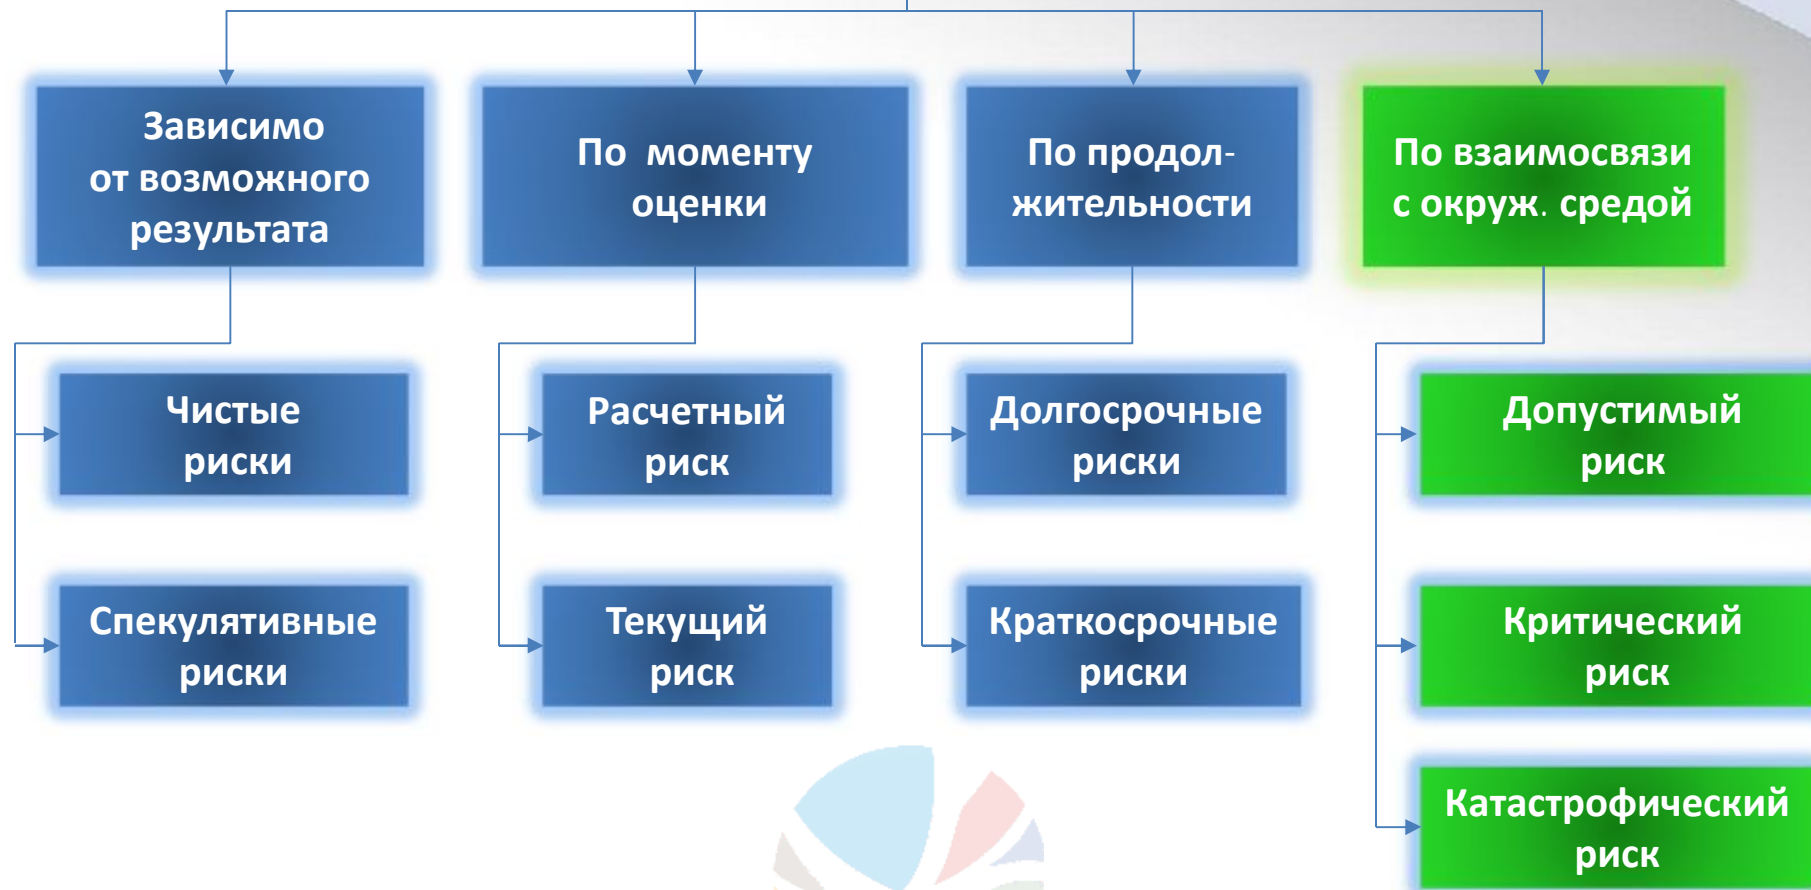 Зависимо
от возможного
результата
По моменту
оценки
По продол-
жительности
По взаимосвязи
с окруж. средой
Чистые
риски
Расчетный
риск
Долгосрочные
риски
Допустимый
риск
Спекулятивные
риски
Текущий
риск
Краткосрочные
риски
Критический
риск
Катастрофический
риск